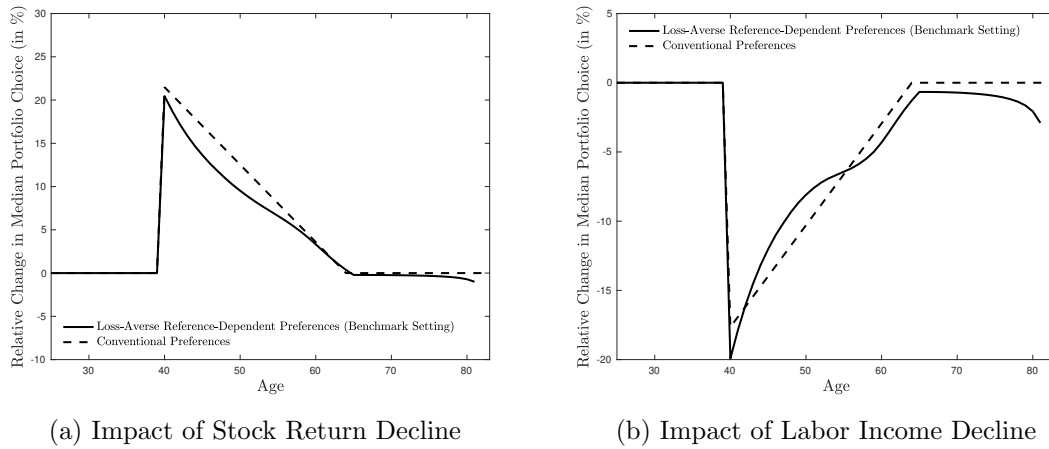 Relative Change in Median Portfolio Choice (in %)
30
25
20
15
10
5
0
-5
-10
Loss-Averse Reference-Dependent Preferences (Benchmark Setting)
Conventional Preferences
30 40 50 60 70 80
Age
(a) Impact of Stock Return Decline
Relative Change in Median Portfolio Choice (in %)
5
0
-5
-10
-15
-20
Loss-Averse Reference-Dependent Preferences (Benchmark Setting)
Conventional Preferences
30 40 50 60 70 80
Age
(b) Impact of Labor Income Decline